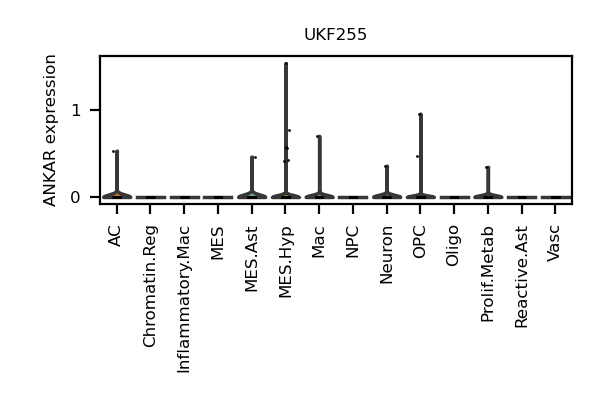 UKF255
ANKAR expression
1
0
AC
Chromatin.Reg
Inflammatory.Mac
MES
MES.Ast
MES.Hyp
Mac
NPC
Neuron
OPC
Oligo
Prolif.Metab
Reactive.Ast
Vasc